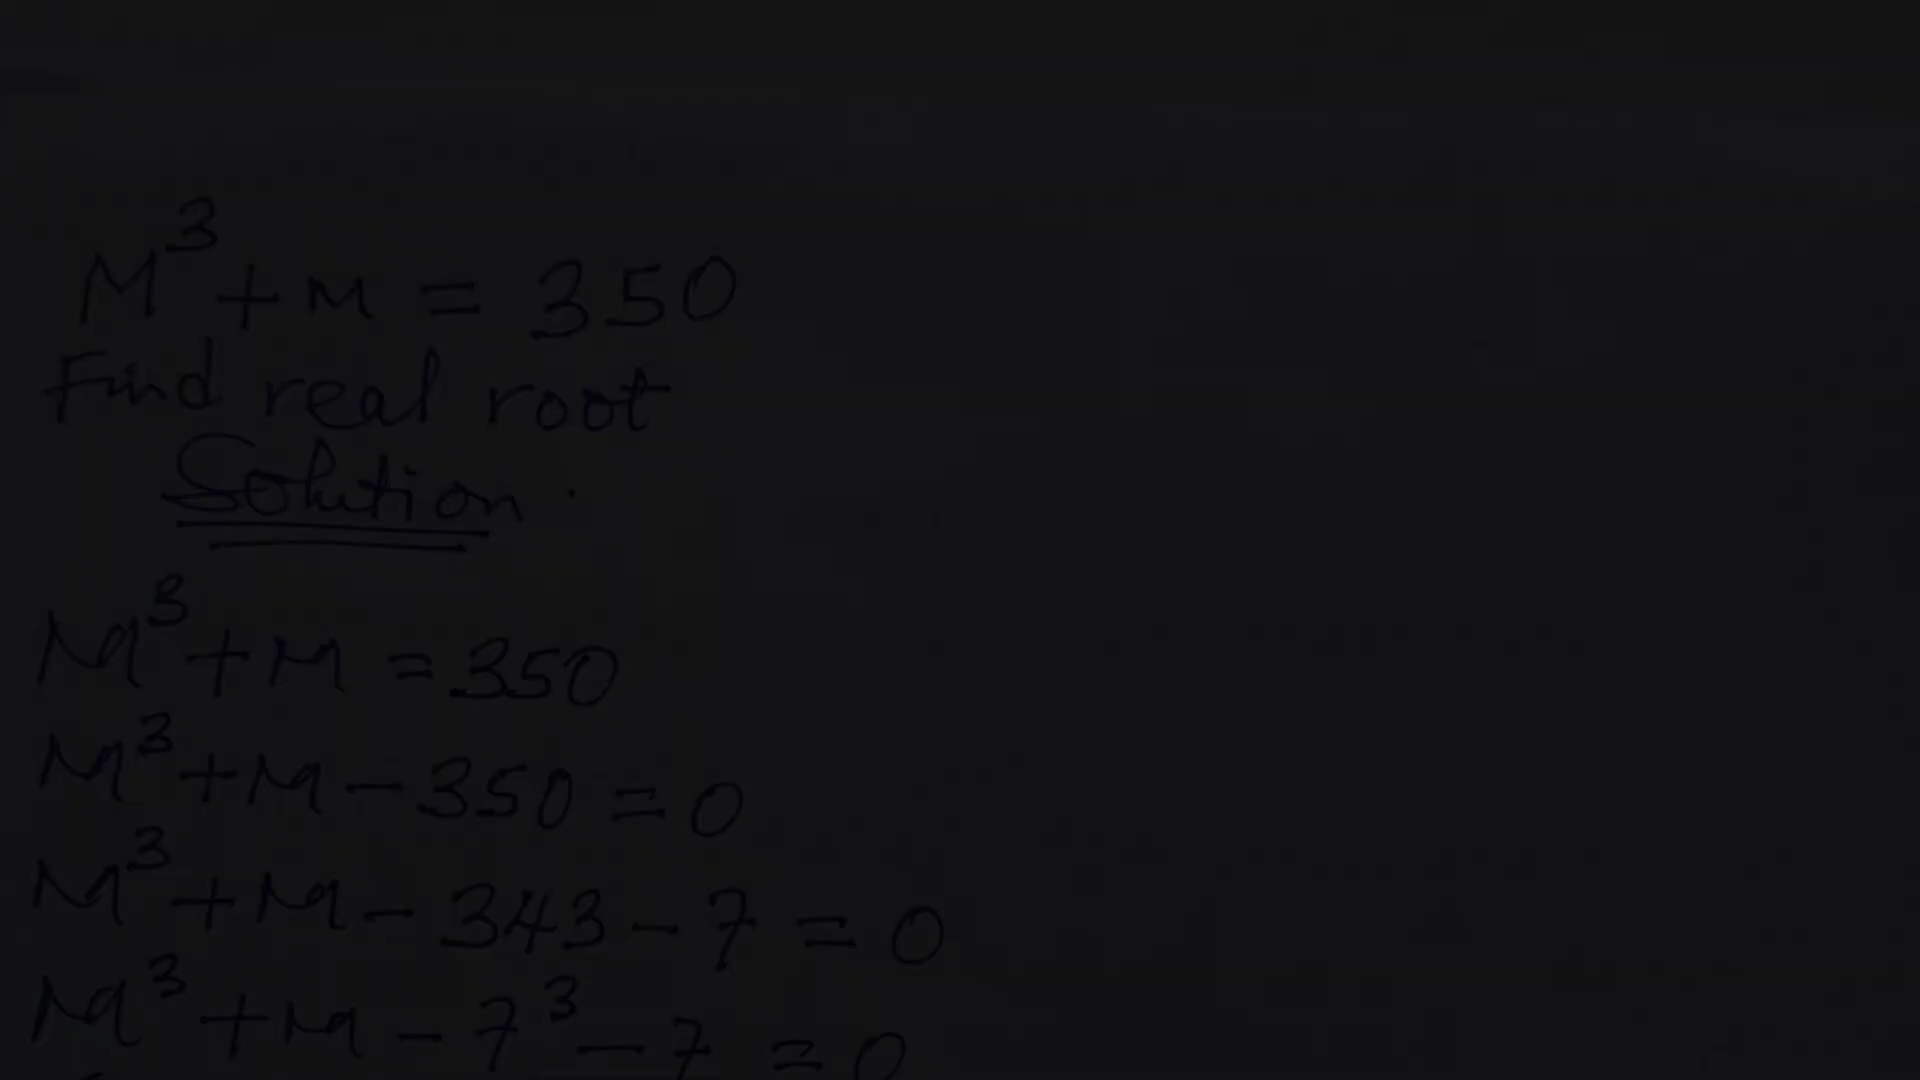 M³ + M = 350
Find real root
Solution
M³ + M = 350
M³ + M - 350 = 0
M³ + M - 343 - 7 = 0
M³ + M - 7³ - 7 = 0